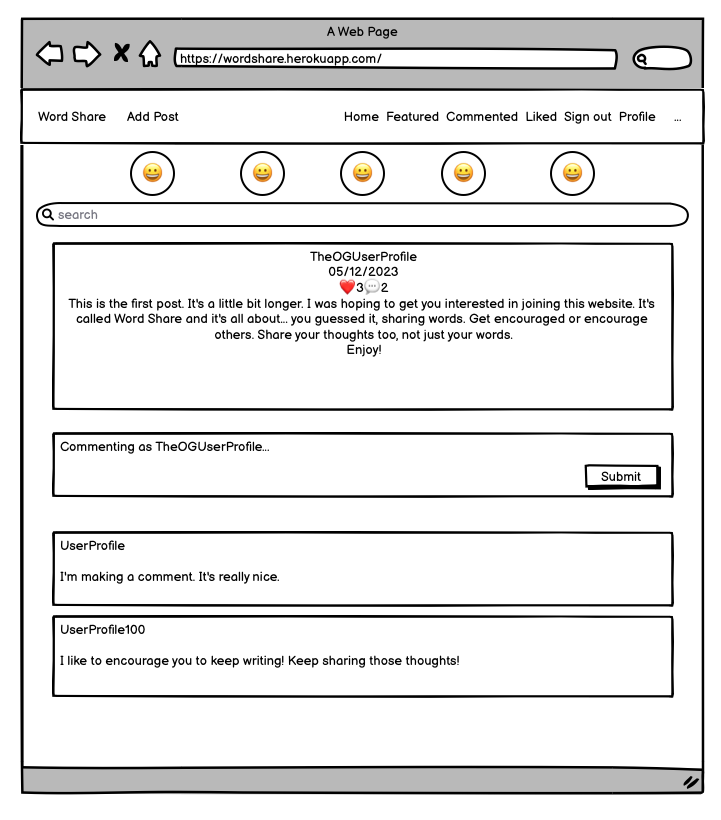 A Web Page
https://wordshare.herokuapp.com/
Word Share Add Post Home Featured Commented Liked Sign out Profile ...
search
TheOGUserProfile
05/12/2023
❤️3💬2
This is the first post. It's a little bit longer. I was hoping to get you interested in joining this website. It's
called Word Share and it's all about... you guessed it, sharing words. Get encouraged or encourage
others. Share your thoughts too, not just your words.
Enjoy!
Commenting as TheOGUserProfile...
Submit
UserProfile
I'm making a comment. It's really nice.
UserProfile100
I like to encourage you to keep writing! Keep sharing those thoughts!